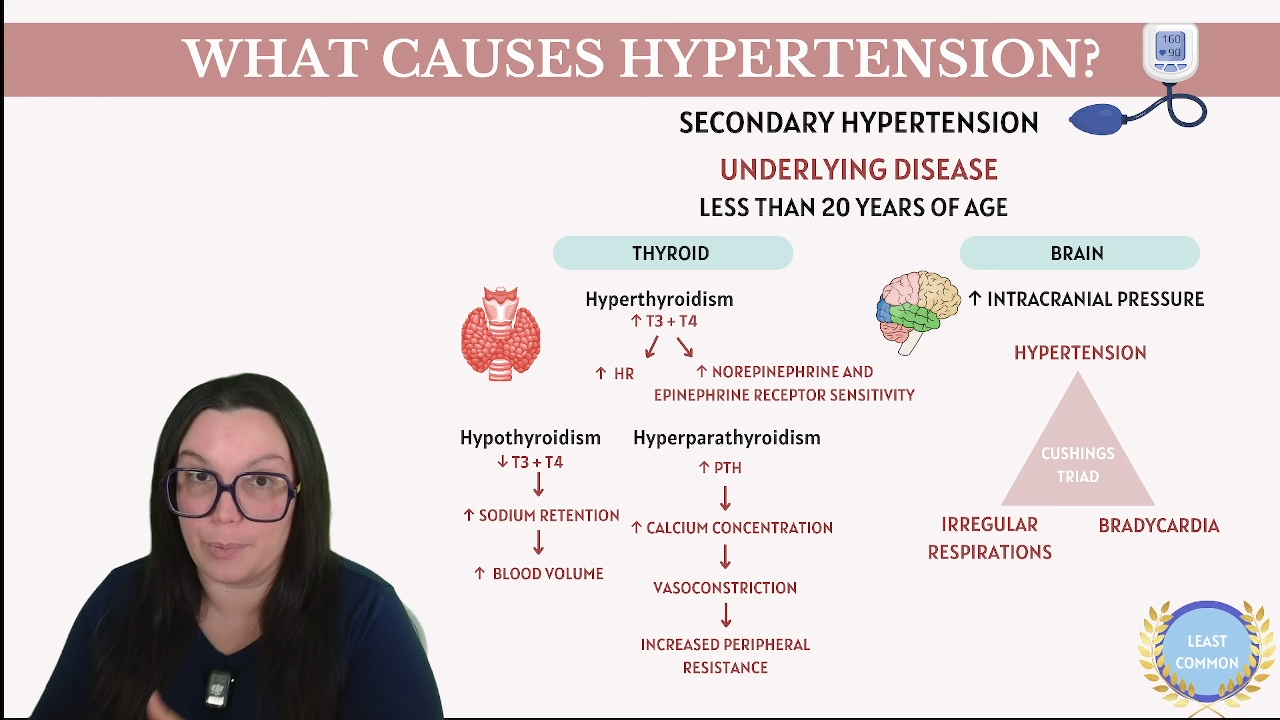 WHAT CAUSES HYPERTENSION?
160
90
SECONDARY HYPERTENSION
UNDERLYING DISEASE
LESS THAN 20 YEARS OF AGE
THYROID
Hyperthyroidism
↑ T3 + T4
↑ HR
↑ NOREPINEPHRINE AND
EPINEPHRINE RECEPTOR SENSITIVITY
Hypothyroidism
↓ T3 + T4
↑ SODIUM RETENTION
↑ BLOOD VOLUME
Hyperparathyroidism
↑ PTH
↑ CALCIUM CONCENTRATION
VASOCONSTRICTION
INCREASED PERIPHERAL
RESISTANCE
BRAIN
↑ INTRACRANIAL PRESSURE
HYPERTENSION
CUSHINGS
TRIAD
IRREGULAR
RESPIRATIONS
BRADYCARDIA
LEAST
COMMON
dji